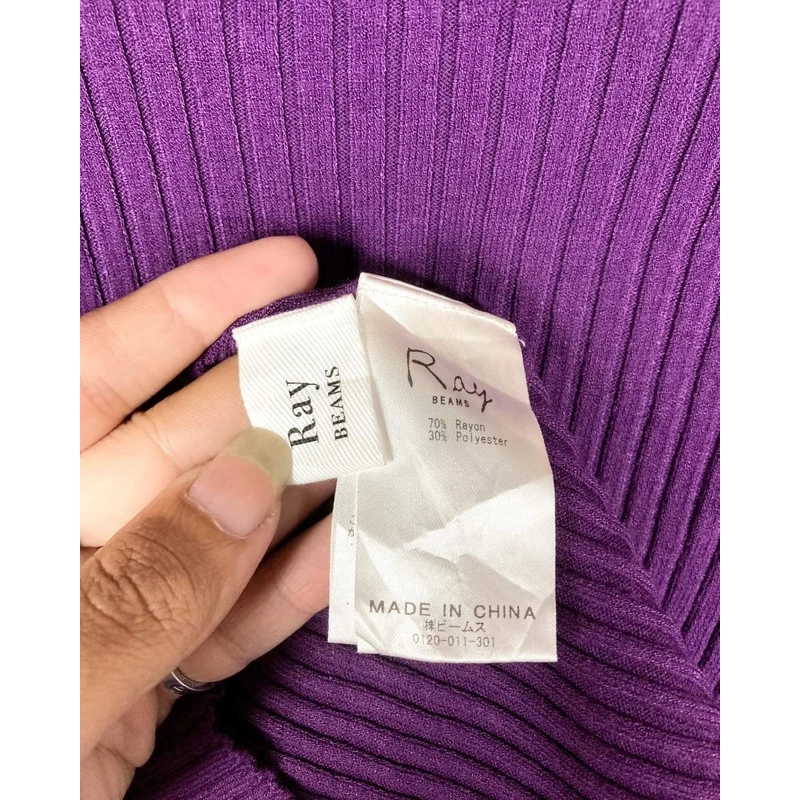 Ray
BEAMS
Ray
BEAMS
70% Rayon
30% Polyester
MADE IN CHINA
㈱ビームス
0120-011-301